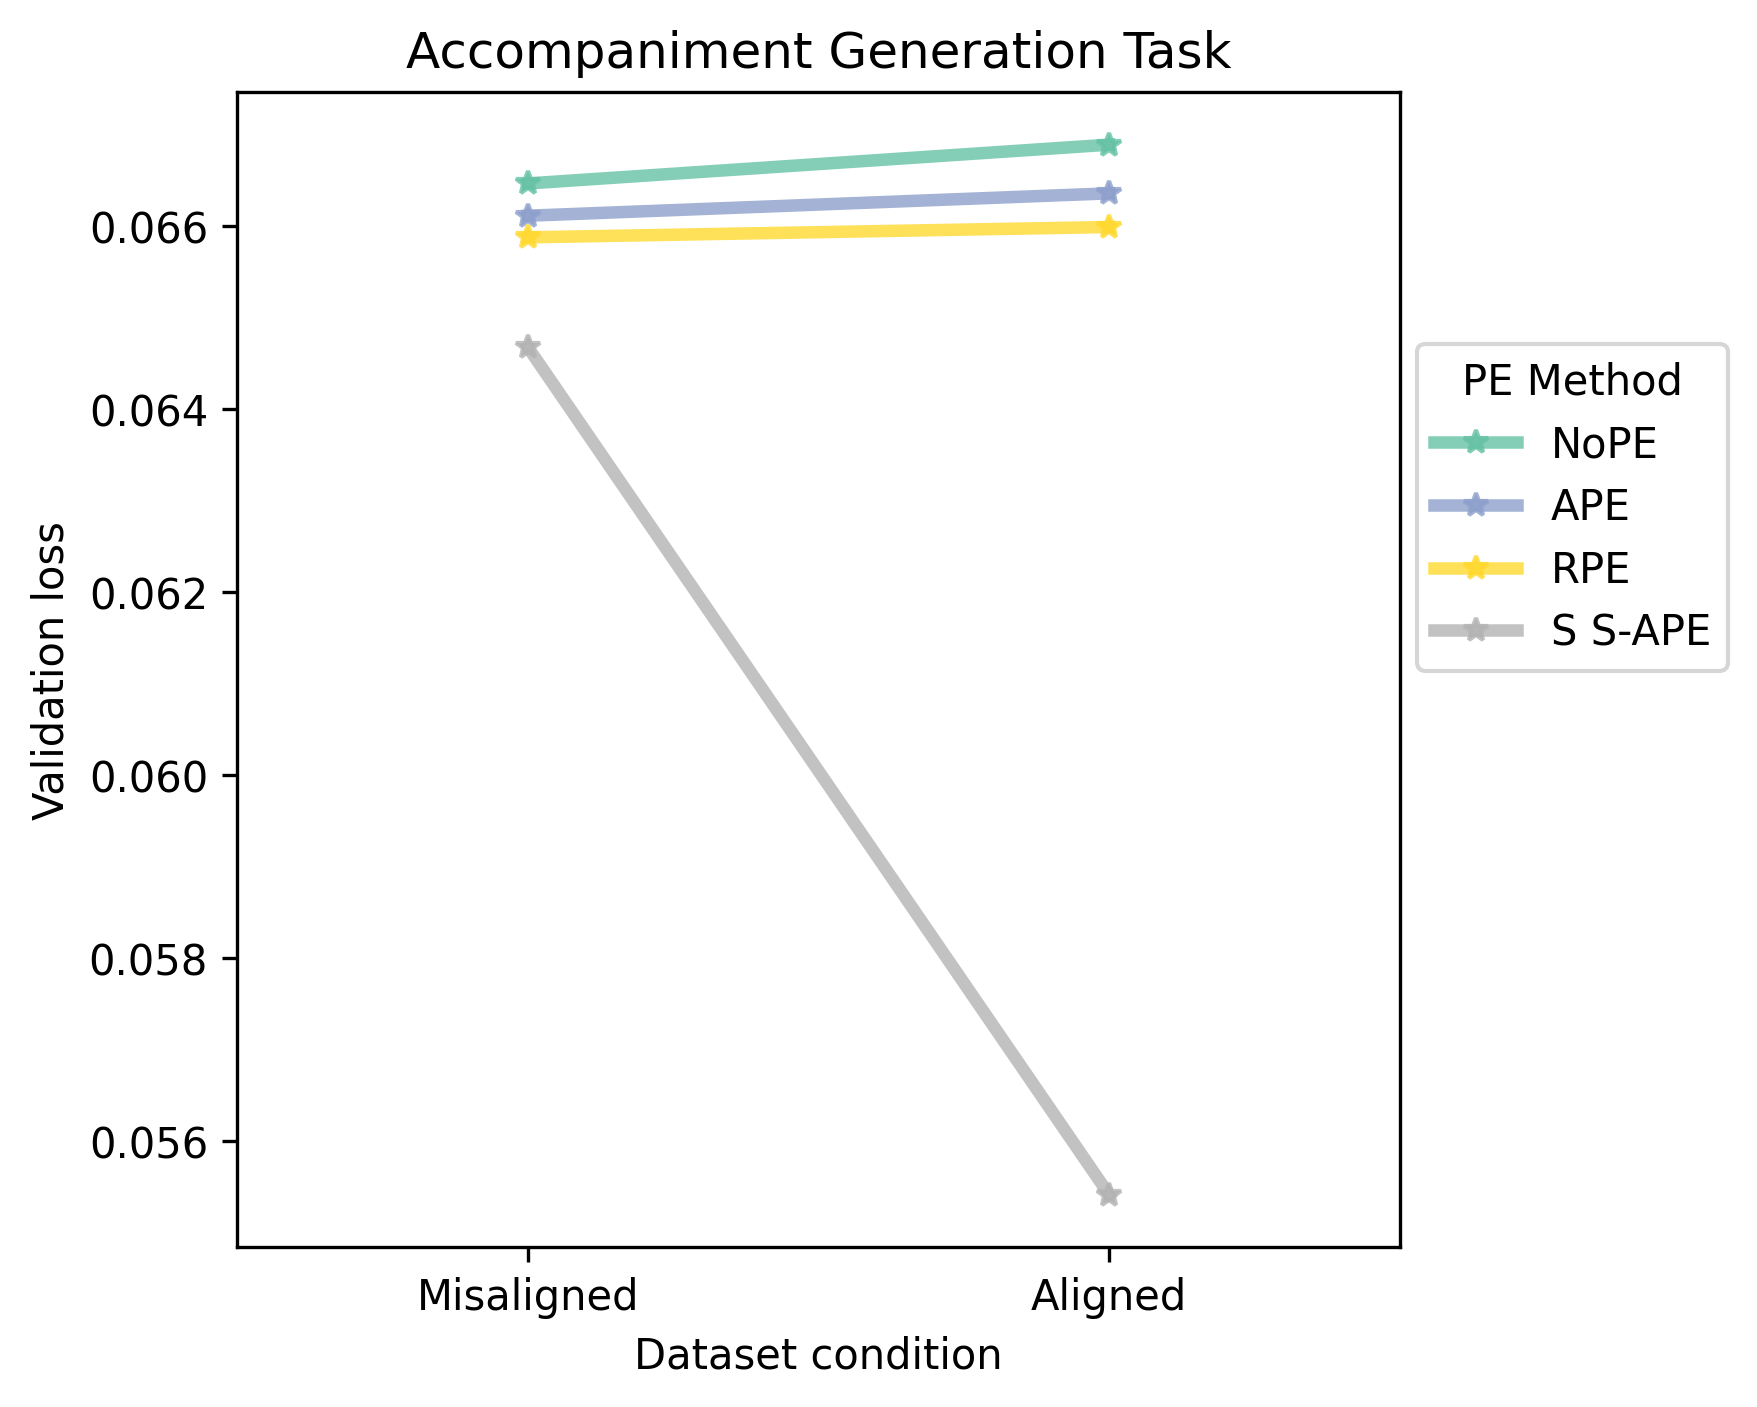 Accompaniment Generation Task
0.066
0.064
0.062
0.060
0.058
0.056
Validation loss
Misaligned
Aligned
Dataset condition
PE Method
NoPE
APE
RPE
S S-APE